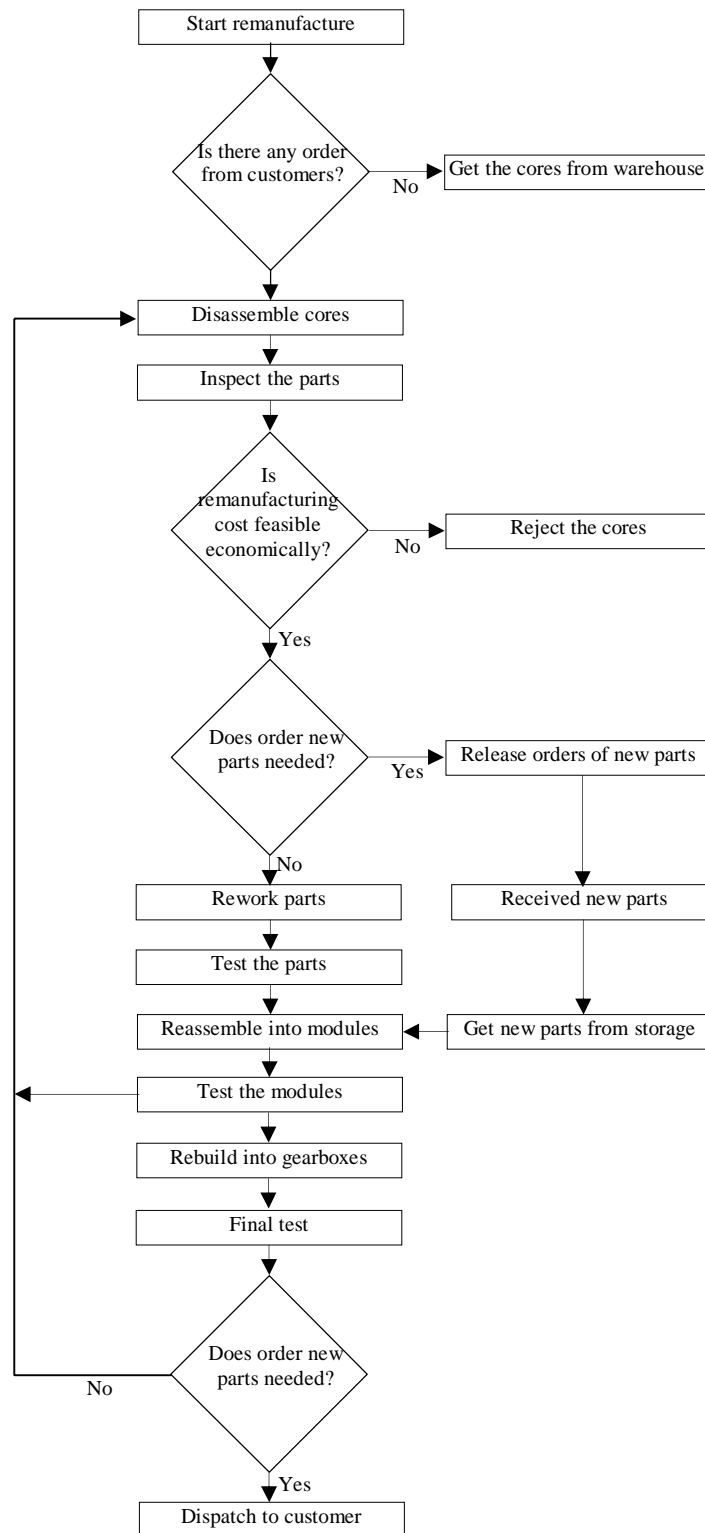 Start remanufacture
Is there any order
from customers?
No
Get the cores from warehouse
Disassemble cores
Inspect the parts
Is
remanufacturing
cost feasible
economically?
No
Reject the cores
Yes
Does order new
parts needed?
Yes
Release orders of new parts
No
Rework parts
Received new parts
Test the parts
Reassemble into modules
Get new parts from storage
Test the modules
Rebuild into gearboxes
Final test
Does order new
parts needed?
No
Yes
Dispatch to customer